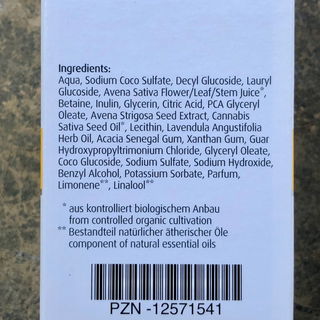 Ingredients:
Aqua, Sodium Coco Sulfate, Decyl Glucoside, Lauryl
Glucoside, Avena Sativa Flower/Leaf/Stem Juice*,
Betaine, Inulin, Glycerin, Citric Acid, PCA Glyceryl
Oleate, Avena Strigosa Seed Extract, Cannabis
Sativa Seed Oil*, Lecithin, Lavendula Angustifolia
Herb Oil, Acacia Senegal Gum, Xanthan Gum, Guar
Hydroxypropyltrimonium Chloride, Glyceryl Oleate,
Coco Glucoside, Sodium Sulfate, Sodium Hydroxide,
Benzyl Alcohol, Potassium Sorbate, Parfum,
Limonene**, Linalool**
* aus kontrolliert biologischem Anbau
from controlled organic cultivation
** Bestandteil natürlicher ätherischer Öle
component of natural essential oils
PZN -12571541